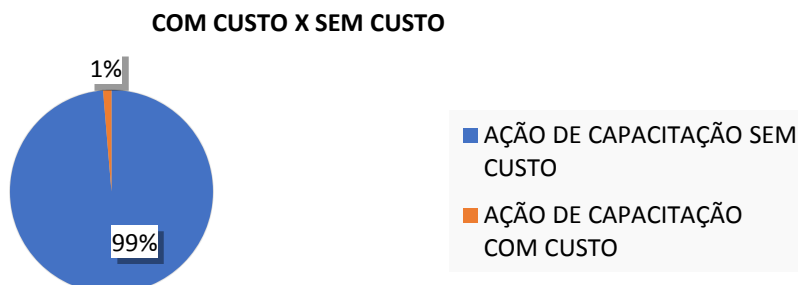 COM CUSTO X SEM CUSTO
1%
99%
AÇÃO DE CAPACITAÇÃO SEM
CUSTO
AÇÃO DE CAPACITAÇÃO
COM CUSTO